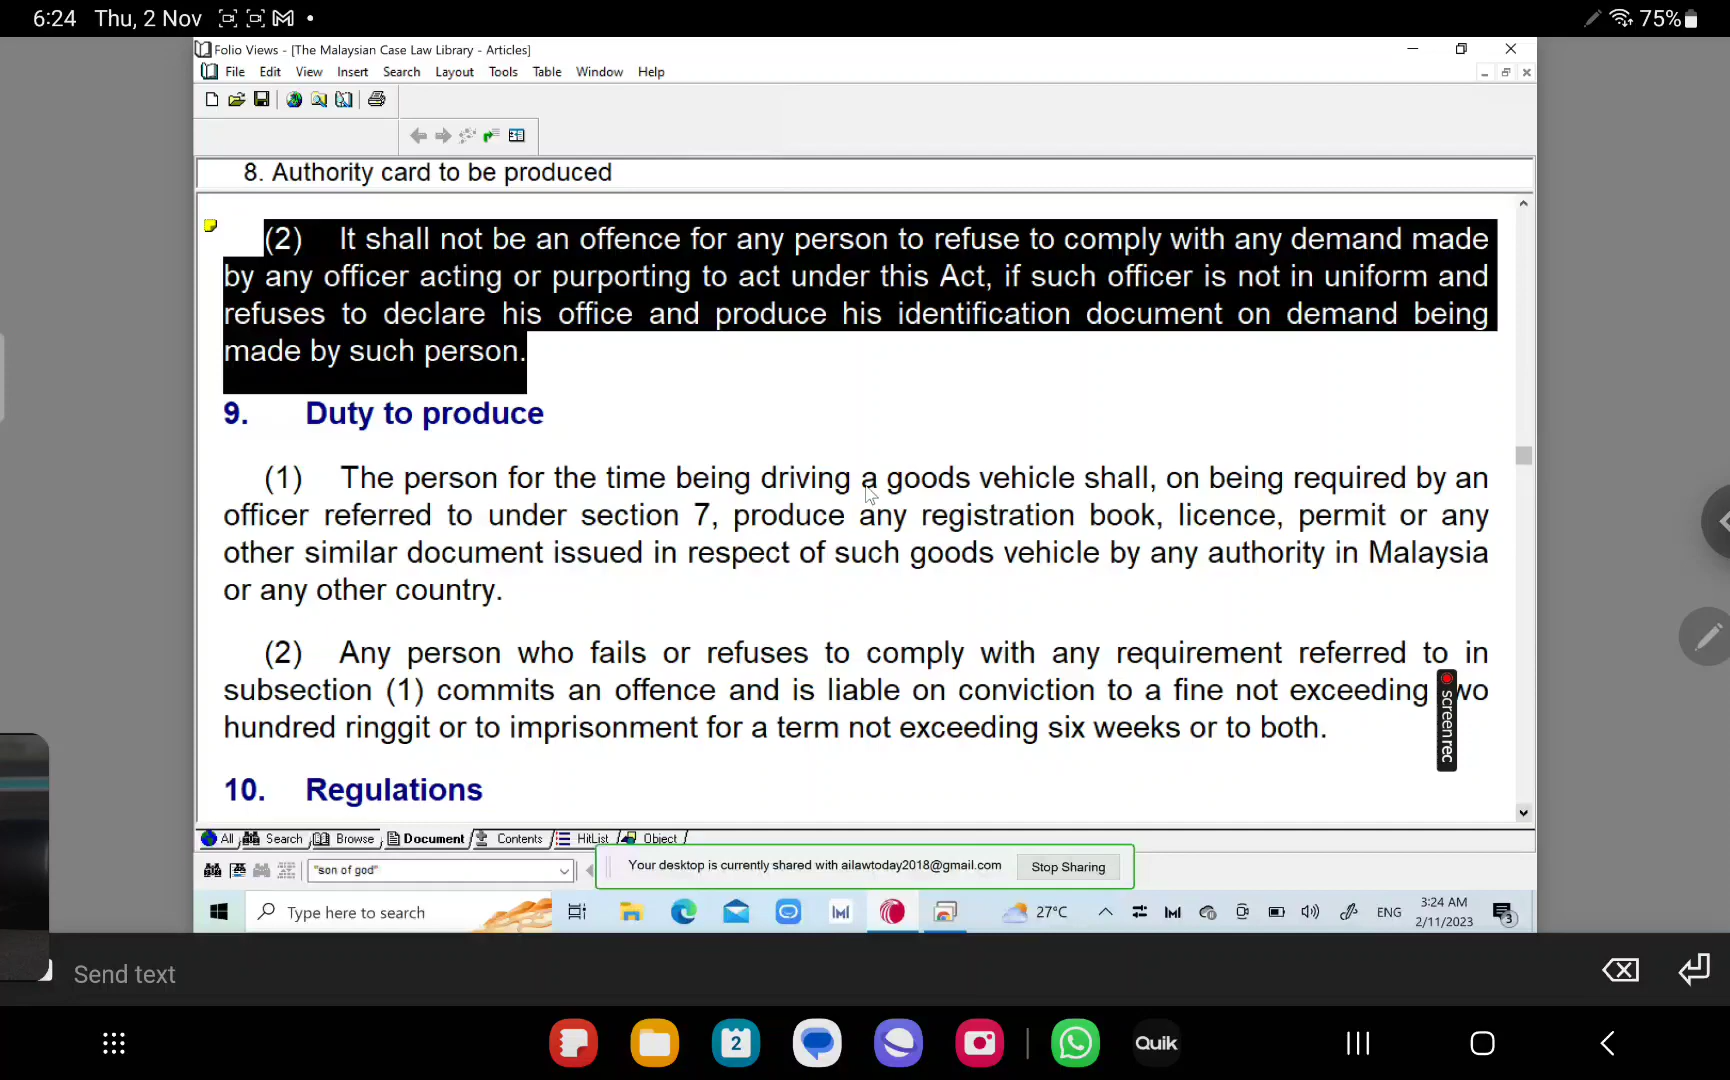 6:24 Thu, 2 Nov
75%
Folio Views - [The Malaysian Case Law Library - Articles]
File Edit View Insert Search Layout Tools Table Window Help
8. Authority card to be produced
(2) It shall not be an offence for any person to refuse to comply with any demand made
by any officer acting or purporting to act under this Act, if such officer is not in uniform and
refuses to declare his office and produce his identification document on demand being
made by such person.
9. Duty to produce
(1) The person for the time being driving a goods vehicle shall, on being required by an
officer referred to under section 7, produce any registration book, licence, permit or any
other similar document issued in respect of such goods vehicle by any authority in Malaysia
or any other country.
(2) Any person who fails or refuses to comply with any requirement referred to in
subsection (1) commits an offence and is liable on conviction to a fine not exceeding wo
hundred ringgit or to imprisonment for a term not exceeding six weeks or to both.
screen rec
10. Regulations
All Search Browse Document Contents HitList Object
"son of god"
Your desktop is currently shared with ailawtoday2018@gmail.com Stop Sharing
Type here to search
27°C
ENG
3:24 AM
2/11/2023
3
Send text
2
Quik